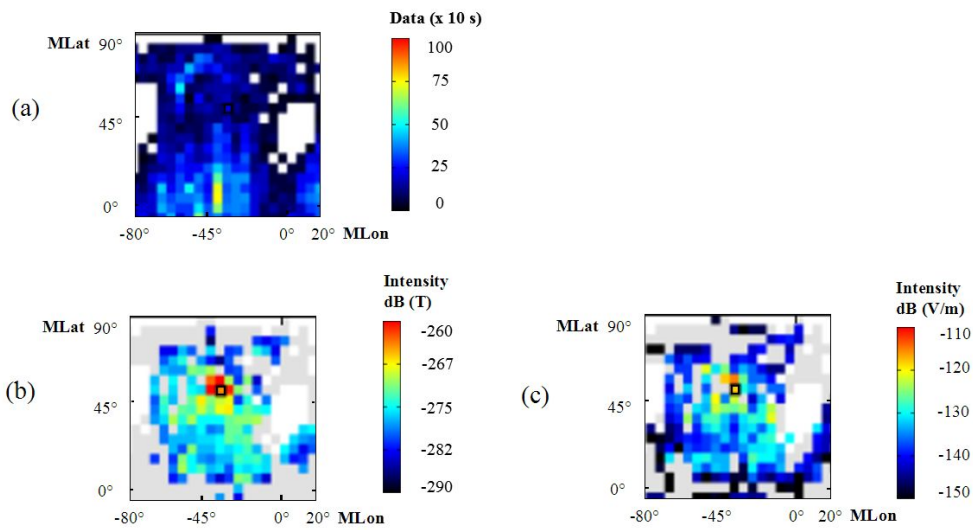 Data (x 10 s)
MLat 90°
100
75
(a)
45°
50
25
0°
0
-80° -45° 0° 20° MLon
Intensity
dB (T)
MLat 90°
-260
-267
(b)
45°
-275
-282
0°
-290
-80° -45° 0° 20° MLon
Intensity
dB (V/m)
MLat 90°
-110
-120
(c)
45°
-130
-140
0°
-150
-80° -45° 0° 20° MLon